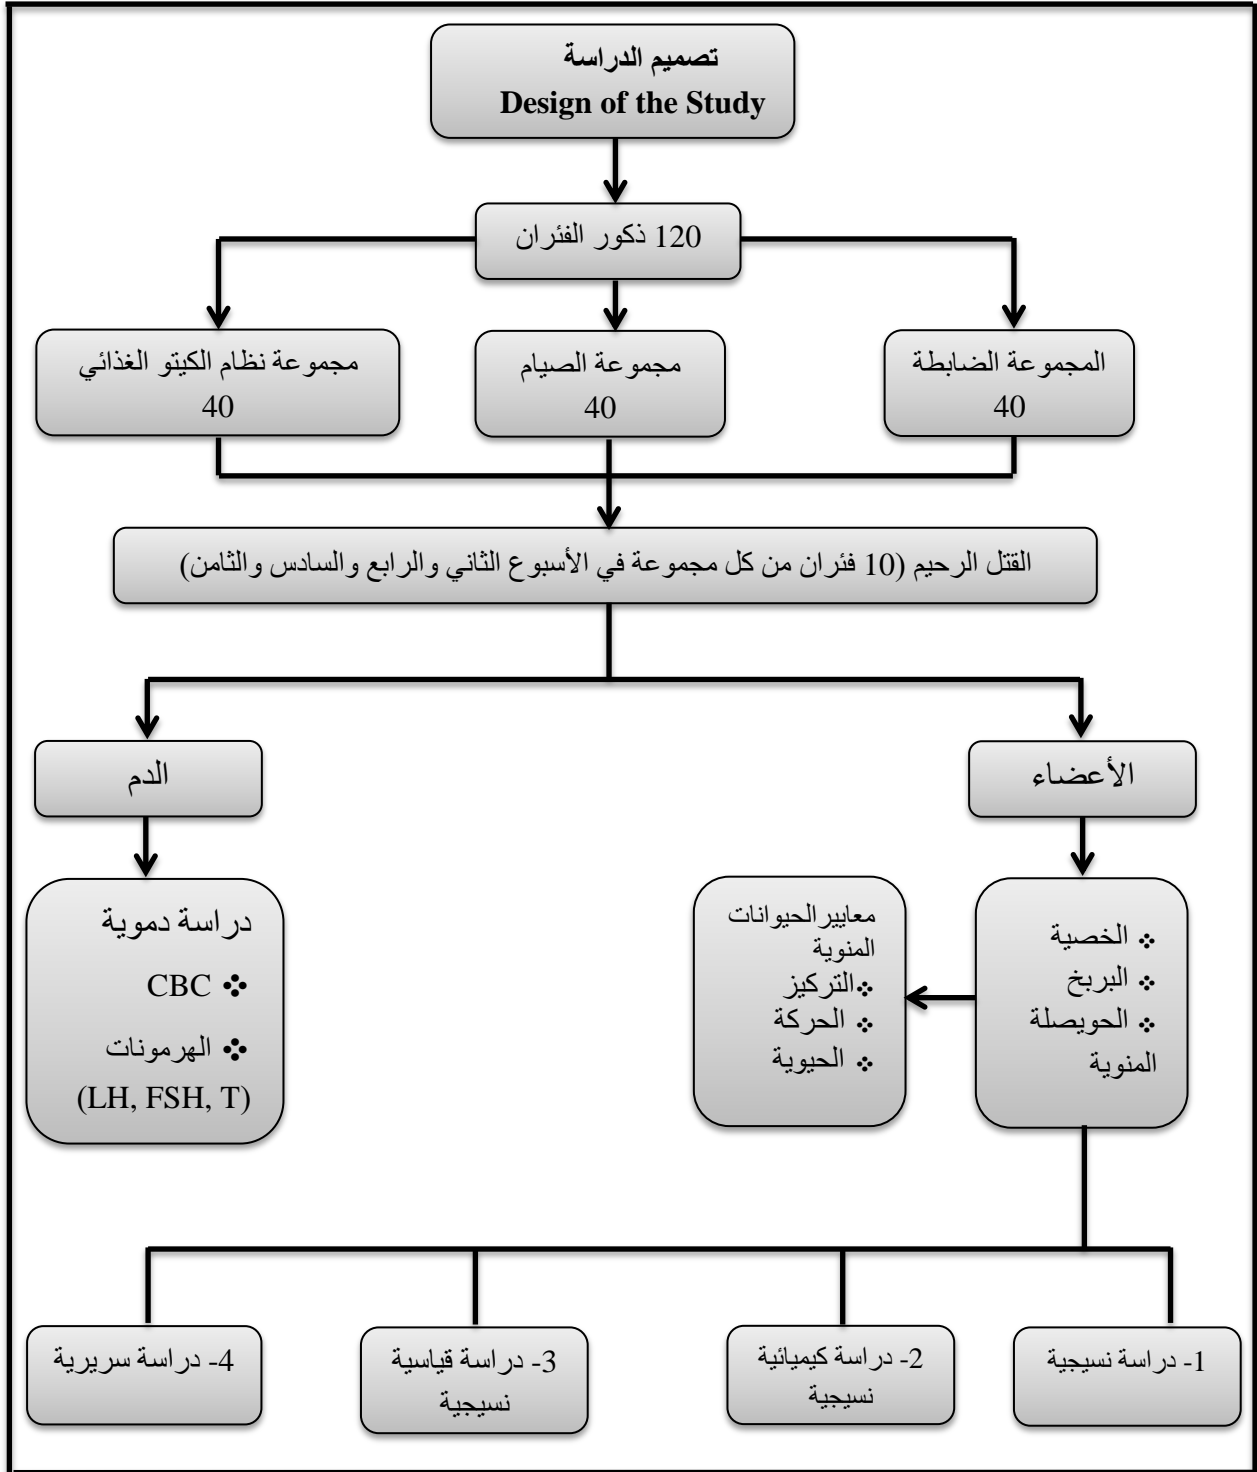 تصميم الدراسة
Design of the Study
120 ذكور الفئران
المجموعة الضابطة
40
مجموعة الصيام
40
مجموعة نظام الكيتو الغذائي
40
القتل الرحيم (10 فئران من كل مجموعة في الأسبوع الثاني والرابع والسادس والثامن)
الأعضاء
الدم
❖ الخصية
❖ البربخ
❖ الحويصلة
المنوية
معايير الحيوانات
المنوية
❖ التركيز
❖ الحركة
❖ الحيوية
دراسة دموية
❖ CBC
❖ الهرمونات
(LH, FSH, T)
1- دراسة نسيجية
2- دراسة كيميائية
نسيجية
3- دراسة قياسية
نسيجية
4- دراسة سريرية